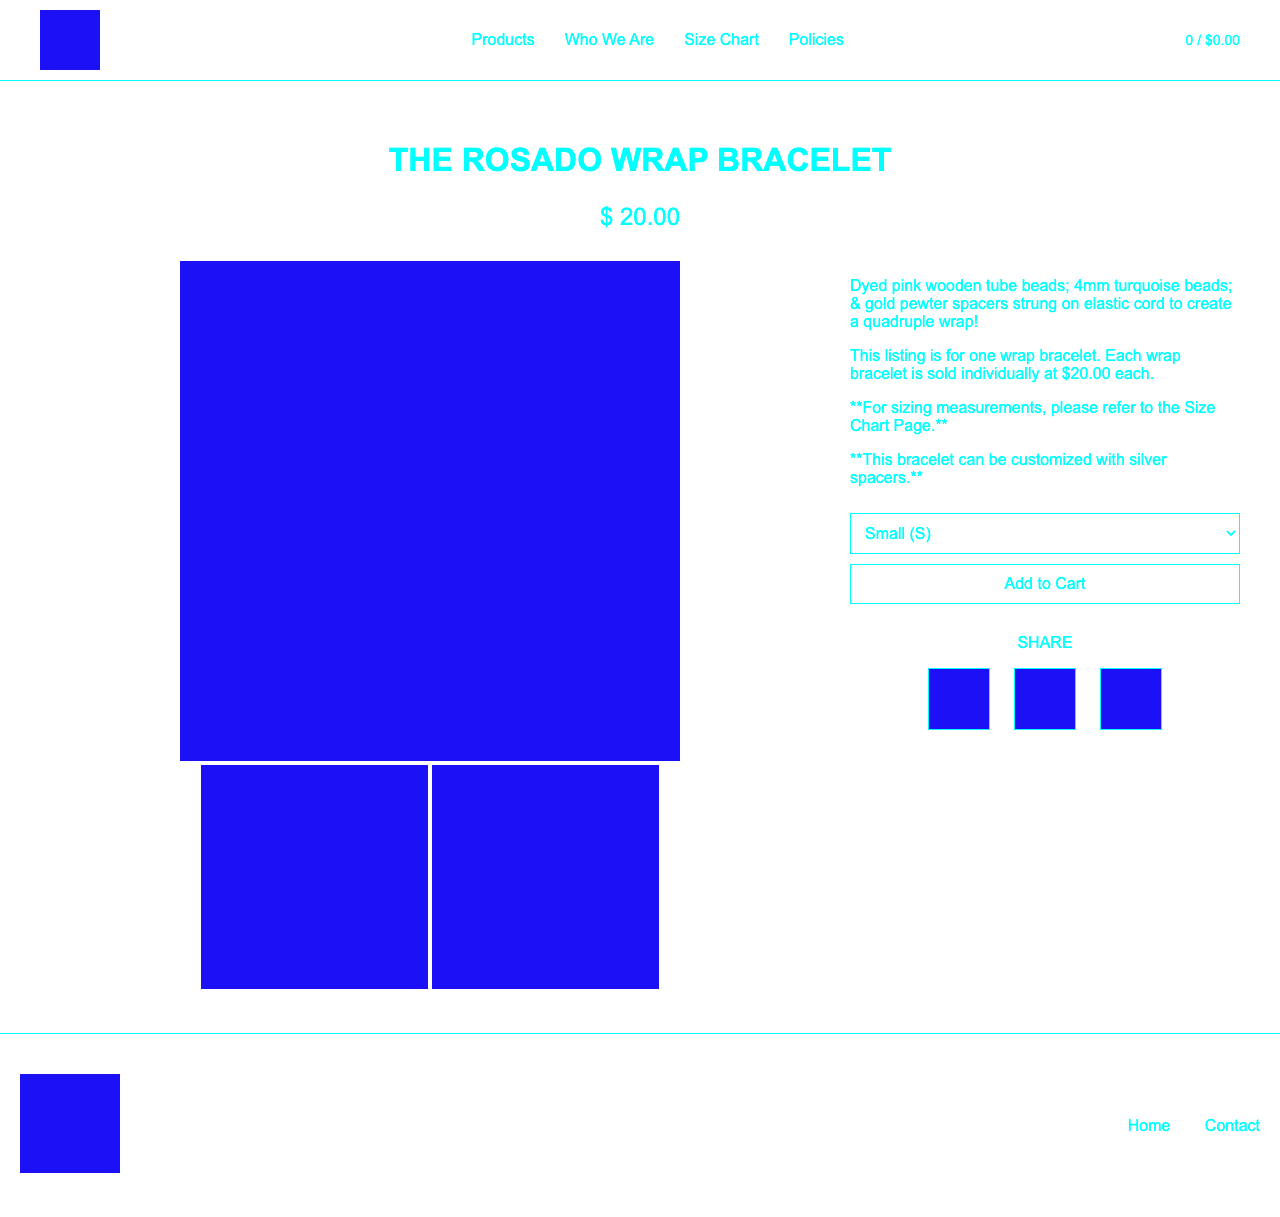 Products Who We Are Size Chart Policies 0 / $0.00
THE ROSADO WRAP BRACELET
$ 20.00
Dyed pink wooden tube beads; 4mm turquoise beads;
& gold pewter spacers strung on elastic cord to create
a quadruple wrap!
This listing is for one wrap bracelet. Each wrap
bracelet is sold individually at $20.00 each.
**For sizing measurements, please refer to the Size
Chart Page.**
**This bracelet can be customized with silver
spacers.**
Small (S)
Add to Cart
SHARE
Home Contact